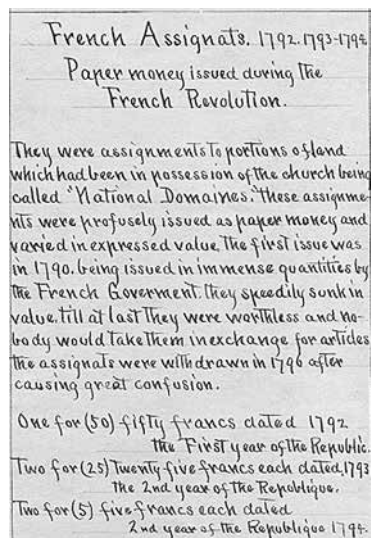 French Assignats. 1792. 1793-1794
Paper money issued during the
French Revolution.
They were assignments to portions of land
which had been in possession of the church being
called "National Domaines." these assignme-
nts were profusely issued as paper money and
varied in expressed value. The first issue was
in 1790. being issued in immense quantities by
the French Goverment. they speedily sunk in
value. till at last They were worthless and no-
body would take them in exchange for articles
the assignats were withdrawn in 1796 after
causing great confusion.
One for (50) fifty francs dated 1792
the First year of the Republic.
Two for (25) Twenty five francs each dated, 1793
the 2nd year of the Republique.
Two for (5) five francs each dated
2nd year of the Republique 1794.